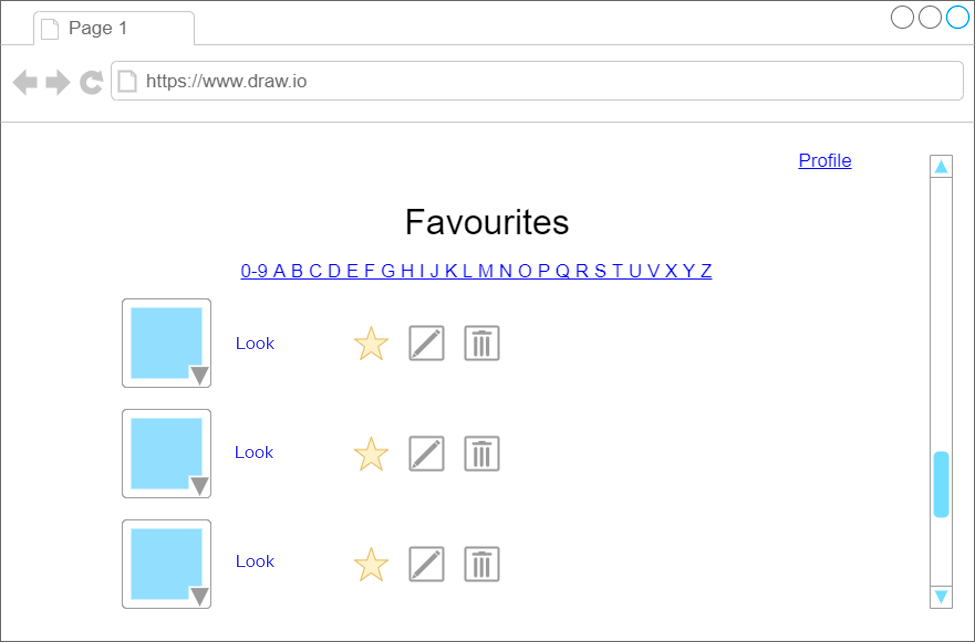 Page 1
https://www.draw.io
Profile
Favourites
0-9 A B C D E F G H I J K L M N O P Q R S T U V X Y Z
Look
Look
Look